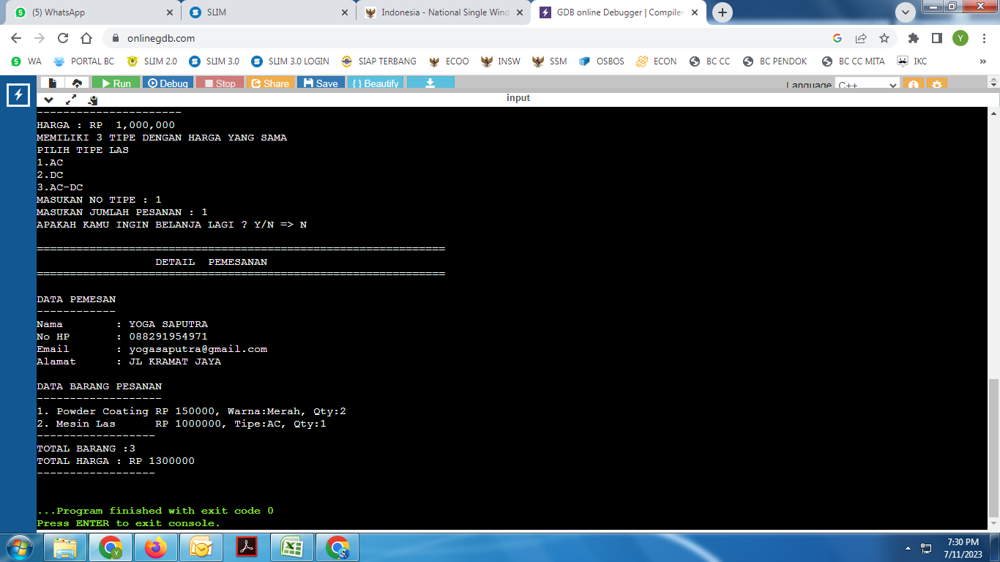 (5) WhatsApp
SLIM
Indonesia - National Single Wind
GDB online Debugger | Compiler
onlinegdb.com
Y
WA
PORTAL BC
SLIM 2.0
SLIM 3.0
SLIM 3.0 LOGIN
SIAP TERBANG
ECOO
INSW
SSM
OSBOS
ECON
BC CC
BC PENDOK
BC CC MITA
IKC
»
Run
Debug
Stop
Share
Save
{ } Beautify
Language
C++
input
----------------------
HARGA : RP  1,000,000
MEMILIKI 3 TIPE DENGAN HARGA YANG SAMA
PILIH TIPE LAS
1.AC
2.DC
3.AC-DC
MASUKAN NO TIPE : 1
MASUKAN JUMLAH PESANAN : 1
APAKAH KAMU INGIN BELANJA LAGI ? Y/N => N
==============================================================
DETAIL  PEMESANAN
==============================================================
DATA PEMESAN
------------
Nama        : YOGA SAPUTRA
No HP       : 088291954971
Email       : yogasaputra@gmail.com
Alamat      : JL KRAMAT JAYA
DATA BARANG PESANAN
-------------------
1. Powder Coating RP 150000, Warna:Merah, Qty:2
2. Mesin Las      RP 1000000, Tipe:AC, Qty:1
------------------
TOTAL BARANG :3
TOTAL HARGA : RP 1300000
------------------
...Program finished with exit code 0
Press ENTER to exit console.
7:30 PM
7/11/2023